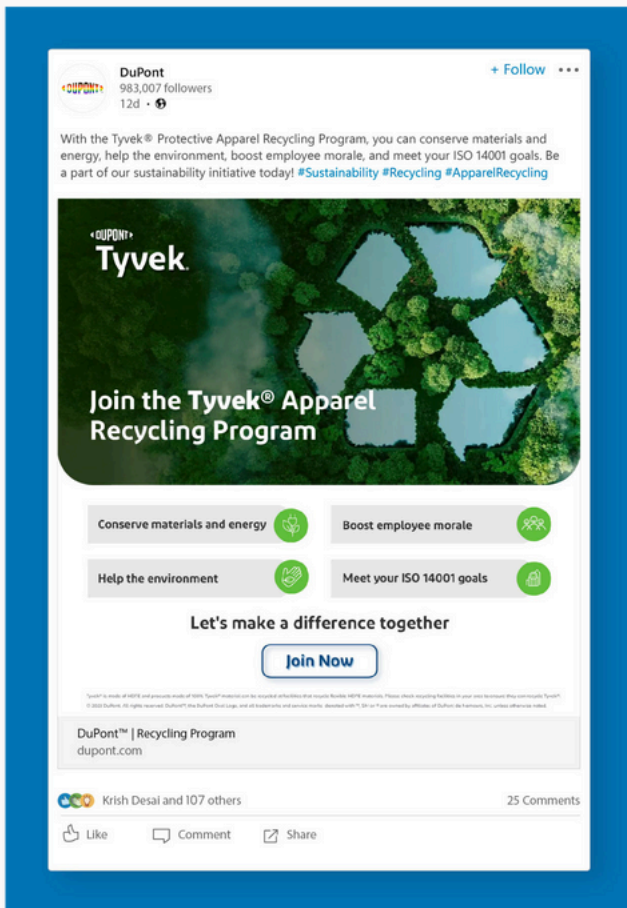 DUPONT
DuPont
983,007 followers
12d •
+ Follow •••
With the Tyvek® Protective Apparel Recycling Program, you can conserve materials and
energy, help the environment, boost employee morale, and meet your ISO 14001 goals. Be
a part of our sustainability initiative today! #Sustainability #Recycling #ApparelRecycling
DUPONT
Tyvek.
Join the Tyvek® Apparel
Recycling Program
Conserve materials and energy
Boost employee morale
Help the environment
Meet your ISO 14001 goals
Let's make a difference together
Join Now
DuPont™ | Recycling Program
dupont.com
Krish Desai and 107 others
25 Comments
Like
Comment
Share